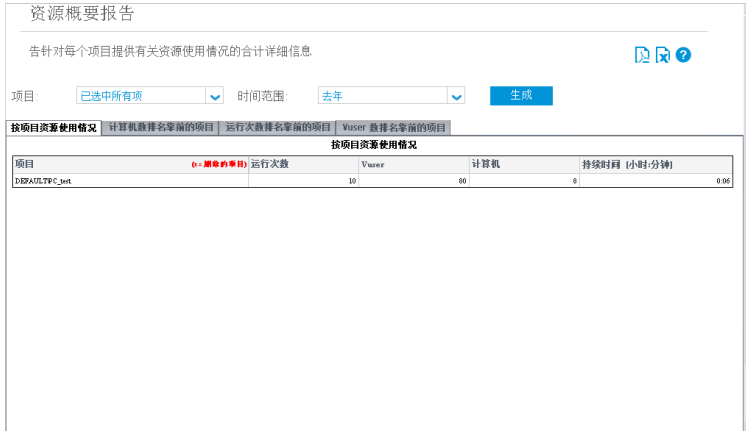 资源概要报告
告针对每个项目提供有关资源使用情况的合计详细信息
项目: 已选中所有项 时间范围: 去年 生成
按项目资源使用情况 计算机数排名靠前的项目 运行次数排名靠前的项目 Vuser 数排名靠前的项目
按项目资源使用情况
项目 (x= 删除的项目) 运行次数 Vuser 计算机 持续时间 [小时:分钟]
DEFAULT\PC_test 10 80 8 0:06